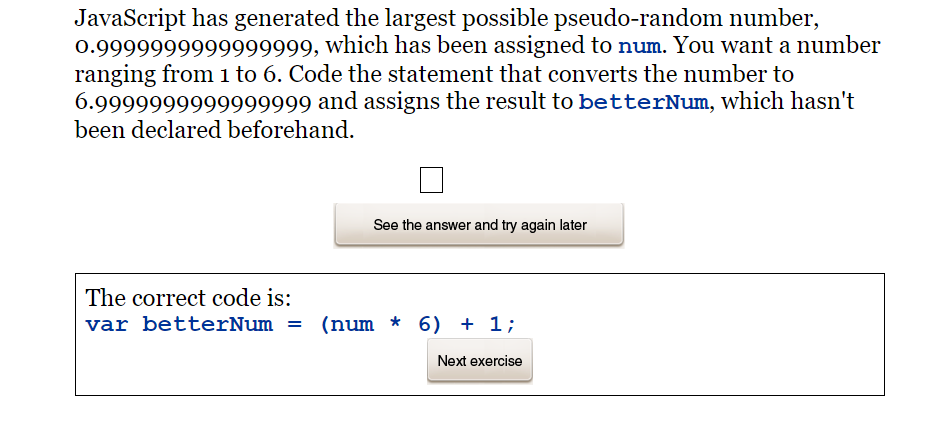 JavaScript has generated the largest possible pseudo-random number,
0.9999999999999999, which has been assigned to num. You want a number
ranging from 1 to 6. Code the statement that converts the number to
6.9999999999999999 and assigns the result to betterNum, which hasn't
been declared beforehand.
See the answer and try again later
The correct code is:
var betterNum = (num * 6) + 1;
Next exercise